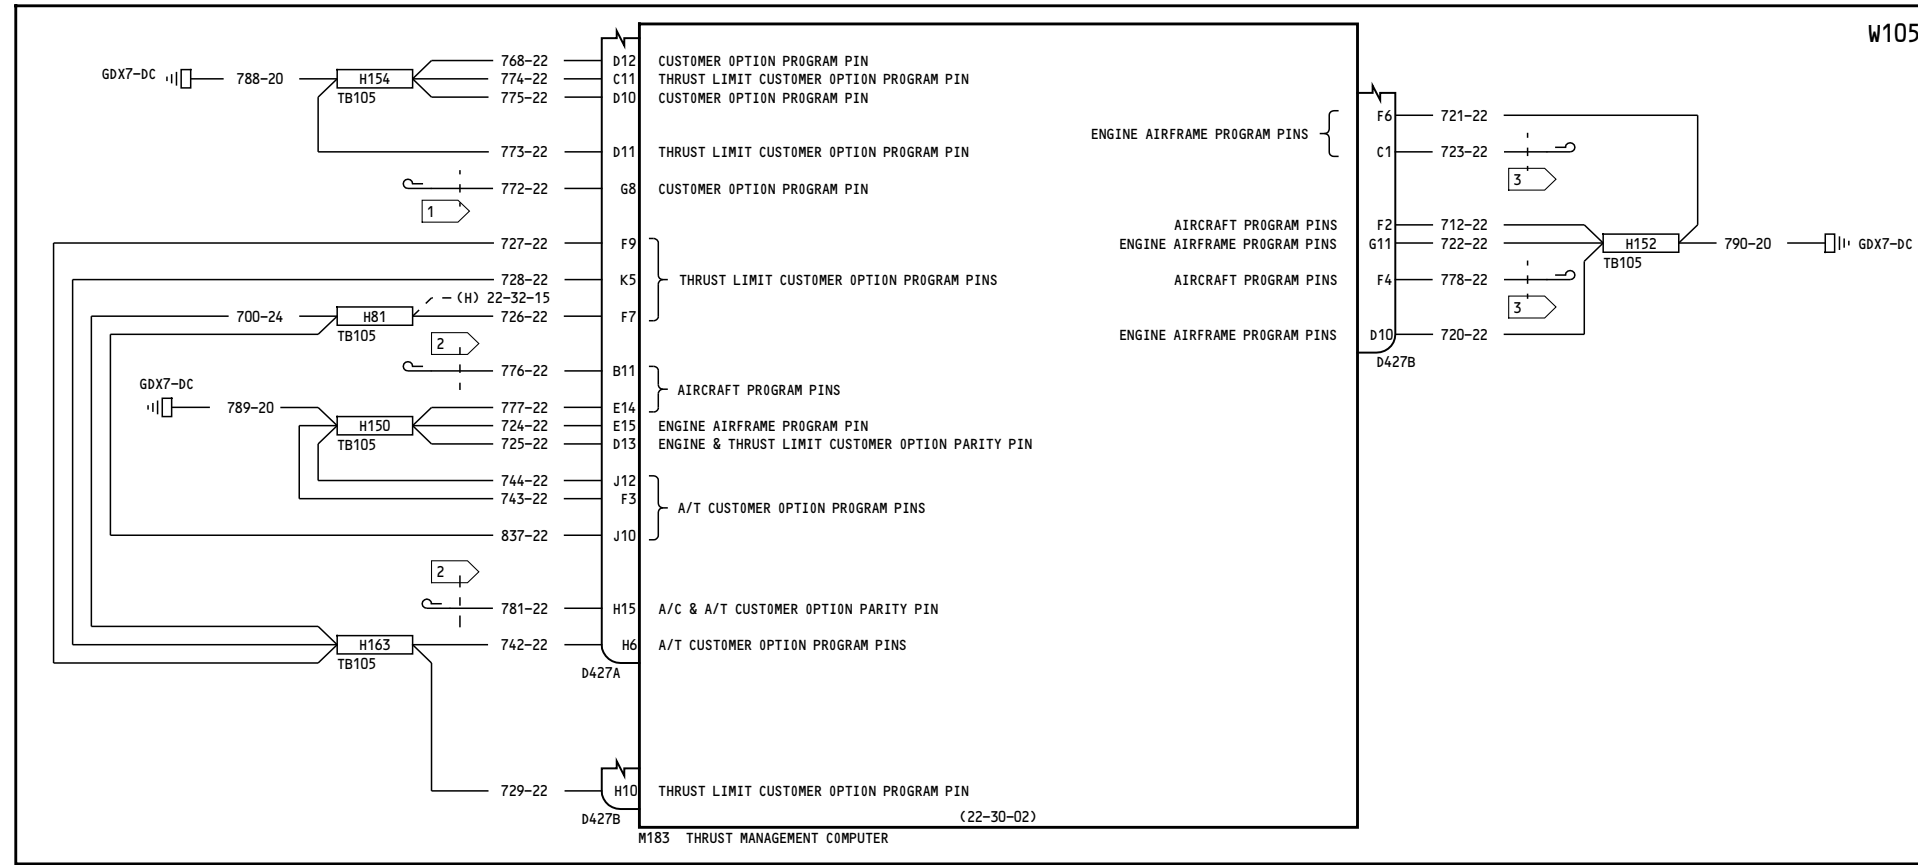 W105
GDX7-DC 788-20 H154 768-22 D12 CUSTOMER OPTION PROGRAM PIN
774-22 C11 THRUST LIMIT CUSTOMER OPTION PROGRAM PIN
TB105 775-22 D10 CUSTOMER OPTION PROGRAM PIN
773-22 D11 THRUST LIMIT CUSTOMER OPTION PROGRAM PIN
772-22 G8 CUSTOMER OPTION PROGRAM PIN
1
727-22 F9
728-22 K5 THRUST LIMIT CUSTOMER OPTION PROGRAM PINS
(H) 22-32-15
700-24 H81 726-22 F7
TB105
2
776-22 B11
AIRCRAFT PROGRAM PINS
GDX7-DC
789-20 777-22 E14
H150 724-22 E15 ENGINE AIRFRAME PROGRAM PIN
TB105 725-22 D13 ENGINE & THRUST LIMIT CUSTOMER OPTION PARITY PIN
744-22 J12
743-22 F3
A/T CUSTOMER OPTION PROGRAM PINS
837-22 J10
2
781-22 H15 A/C & A/T CUSTOMER OPTION PARITY PIN
H163 742-22 H6 A/T CUSTOMER OPTION PROGRAM PINS
TB105
D427A
729-22 H10 THRUST LIMIT CUSTOMER OPTION PROGRAM PIN
D427B
(22-30-02)
M183 THRUST MANAGEMENT COMPUTER
F6 721-22
ENGINE AIRFRAME PROGRAM PINS
C1 723-22
3
AIRCRAFT PROGRAM PINS F2 712-22
ENGINE AIRFRAME PROGRAM PINS G11 722-22 H152 790-20 GDX7-DC
TB105
AIRCRAFT PROGRAM PINS F4 778-22
3
ENGINE AIRFRAME PROGRAM PINS D10 720-22
D427B